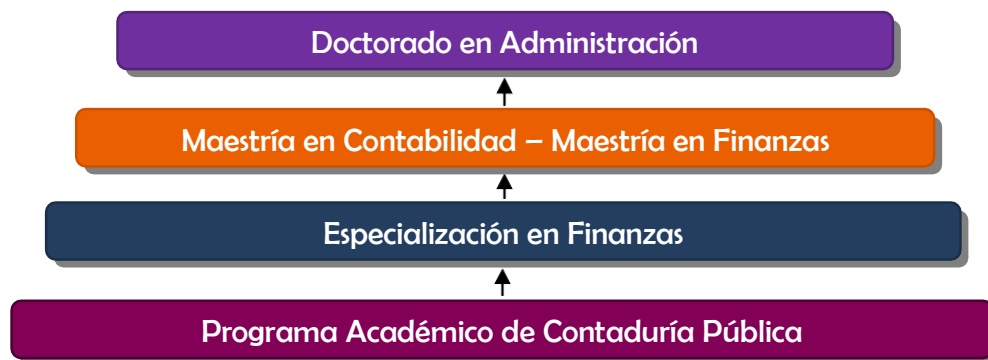 Doctorado en Administración
Maestría en Contabilidad – Maestría en Finanzas
Especialización en Finanzas
Programa Académico de Contaduría Pública